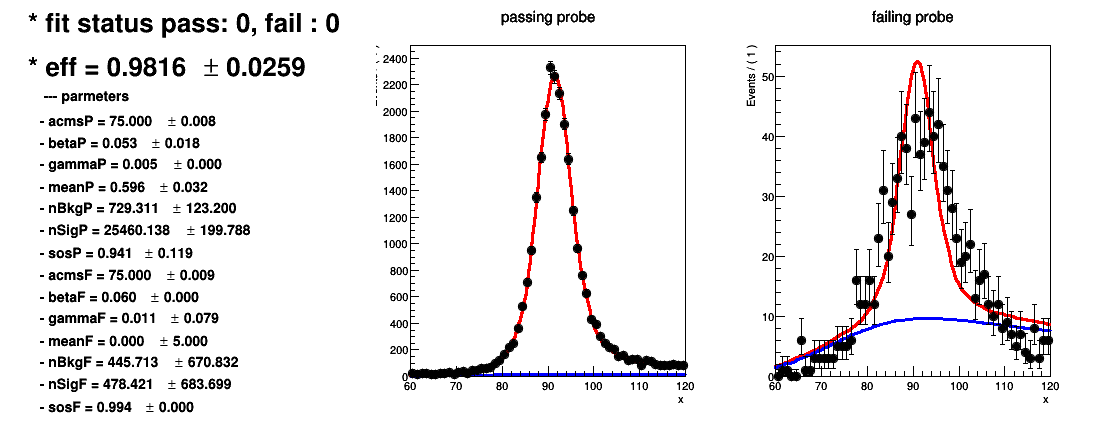 * fit status pass: 0, fail : 0
* eff = 0.9816 ± 0.0259
--- parmeters
- acmsP = 75.000 ± 0.008
- betaP = 0.053 ± 0.018
- gammaP = 0.005 ± 0.000
- meanP = 0.596 ± 0.032
- nBkgP = 729.311 ± 123.200
- nSigP = 25460.138 ± 199.788
- sosP = 0.941 ± 0.119
- acmsF = 75.000 ± 0.009
- betaF = 0.060 ± 0.000
- gammaF = 0.011 ± 0.079
- meanF = 0.000 ± 5.000
- nBkgF = 445.713 ± 670.832
- nSigF = 478.421 ± 683.699
- sosF = 0.994 ± 0.000
passing probe
2400
2200
2000
1800
1600
1400
1200
1000
800
600
400
200
0
60 70 80 90 100 110 120
x
failing probe
Events / ( 1 )
50
40
30
20
10
0
60 70 80 90 100 110 120
x